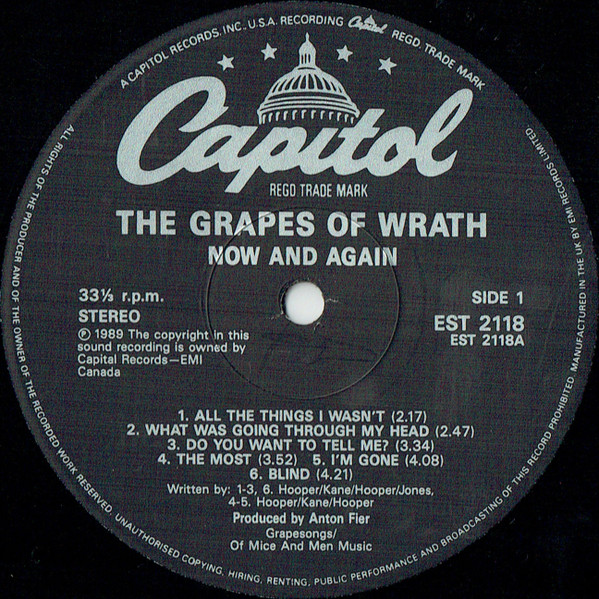 A CAPITOL RECORDS, INC., U.S.A. RECORDING Capitol REGD. TRADE MARK
Capitol
REGD TRADE MARK
THE GRAPES OF WRATH
NOW AND AGAIN
33⅓ r.p.m.
STEREO
℗ 1989 The copyright in this
sound recording is owned by
Capital Records—EMI
Canada
SIDE 1
EST 2118
EST 2118A
1. ALL THE THINGS I WASN'T (2.17)
2. WHAT WAS GOING THROUGH MY HEAD (2.47)
3. DO YOU WANT TO TELL ME? (3.34)
4. THE MOST (3.52) 5. I'M GONE (4.08)
6. BLIND (4.21)
Written by: 1-3, 6. Hooper/Kane/Hooper/Jones,
4-5. Hooper/Kane/Hooper
Produced by Anton Fier
Grapesongs/
Of Mice And Men Music
ALL RIGHTS OF THE PRODUCER AND OF THE OWNER OF THE RECORDED WORK RESERVED. UNAUTHORISED COPYING, HIRING, RENTING, PUBLIC PERFORMANCE AND BROADCASTING OF THIS RECORD PROHIBITED. MANUFACTURED IN THE UK BY EMI RECORDS LIMITED